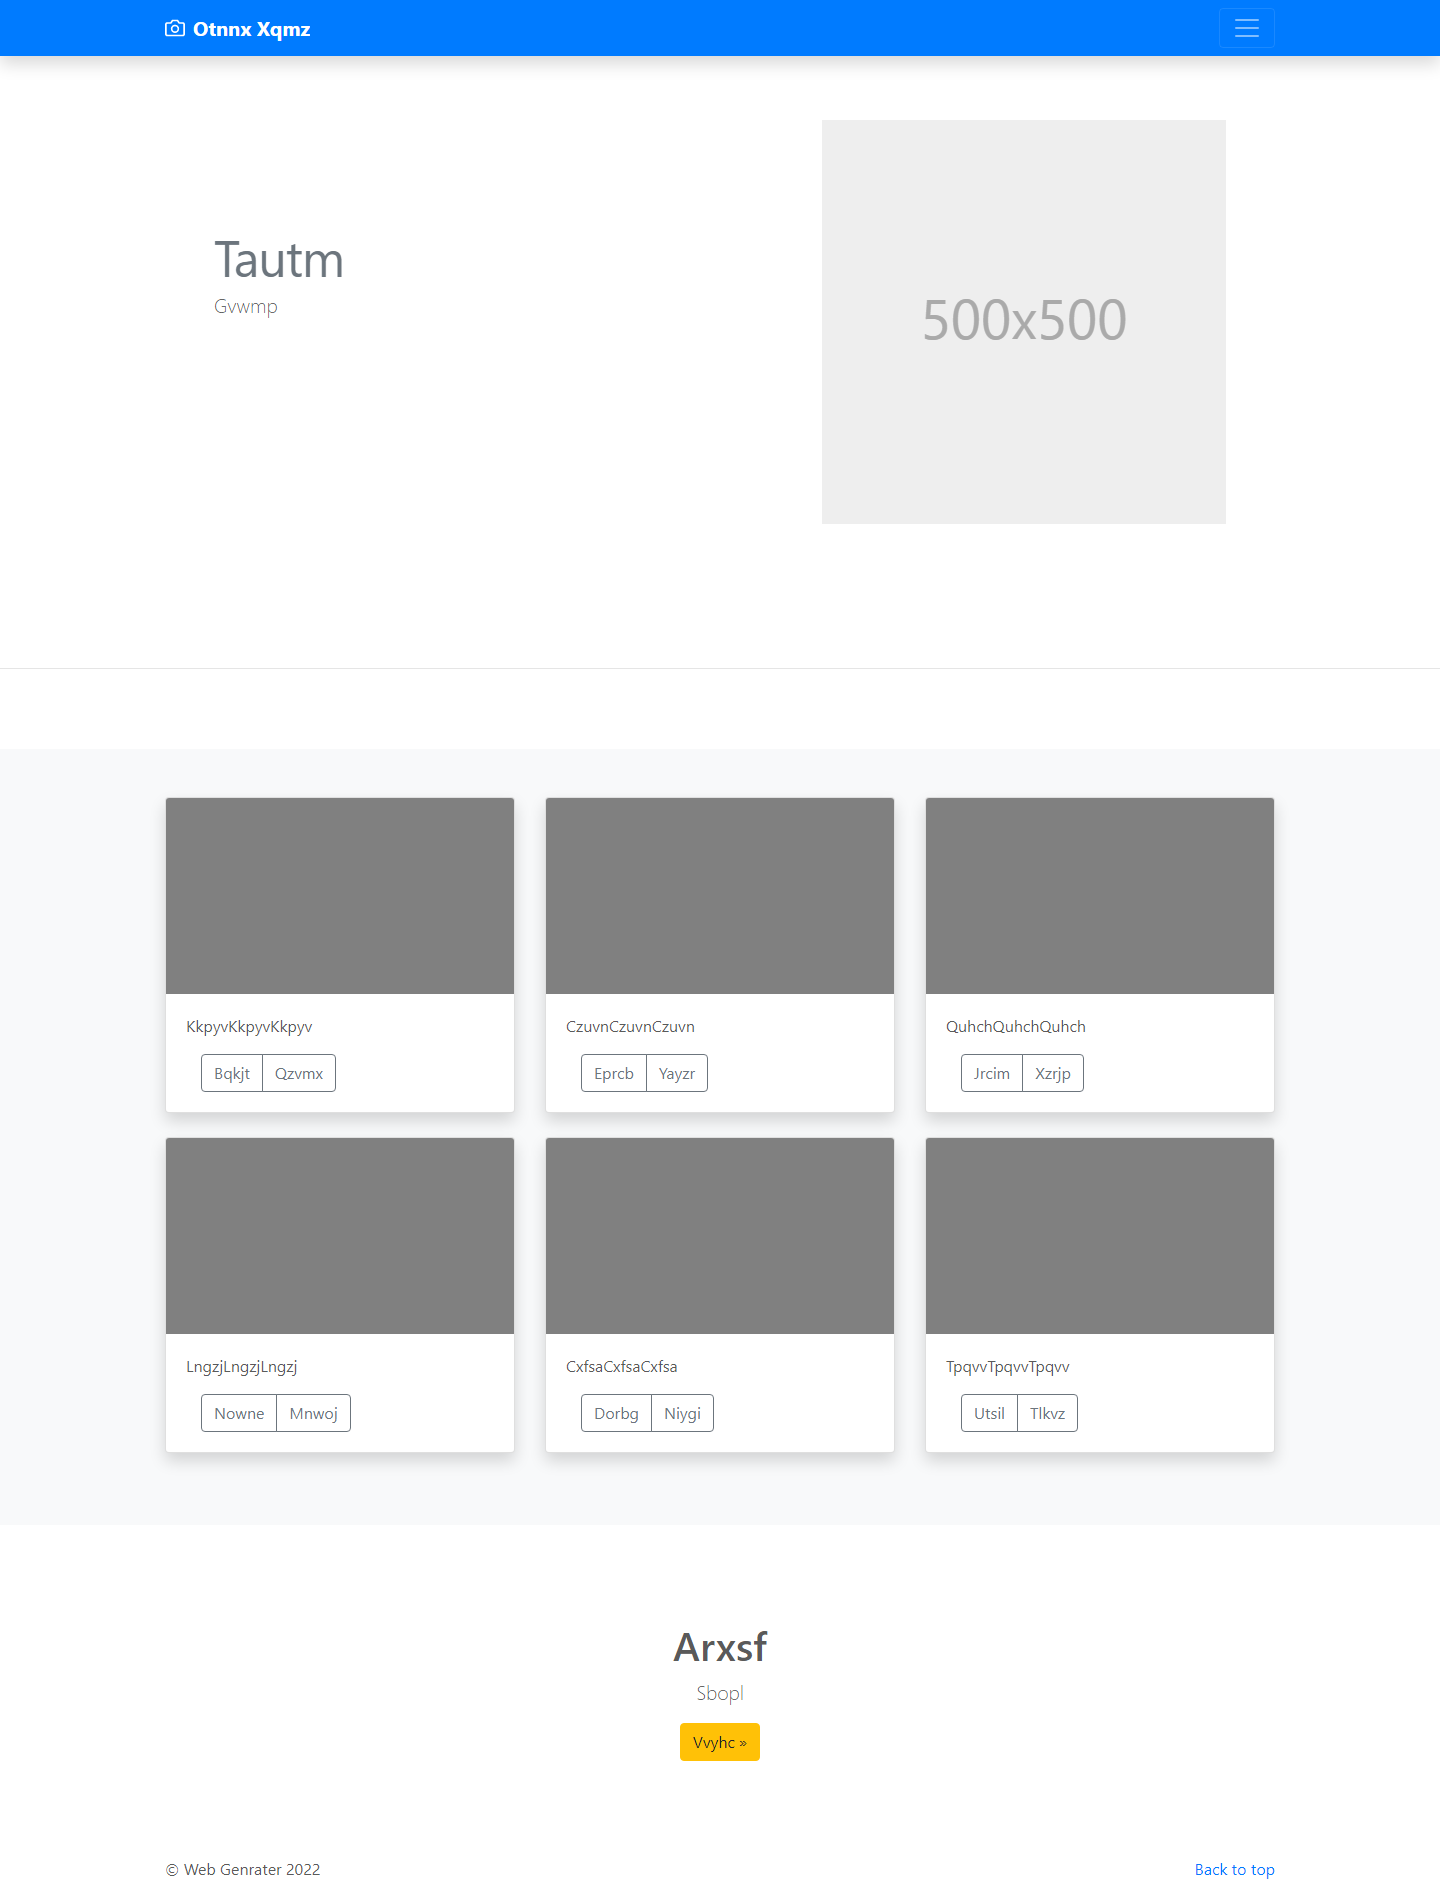 Otnnx Xqmz
Tautm
Gvwmp
500x500
KkpyvKkpyvKkpyv
Bqkjt Qzvmx
CzuvnCzuvnCzuvn
Eprcb Yayzr
QuhchQuhchQuhch
Jrcim Xzrjp
LngzjLngzjLngzj
Nowne Mnwoj
CxfsaCxfsaCxfsa
Dorbg Niygi
TpqvvTpqvvTpqvv
Utsil Tlkvz
Arxsf
Sbopl
Vvyhc »
© Web Genrater 2022
Back to top